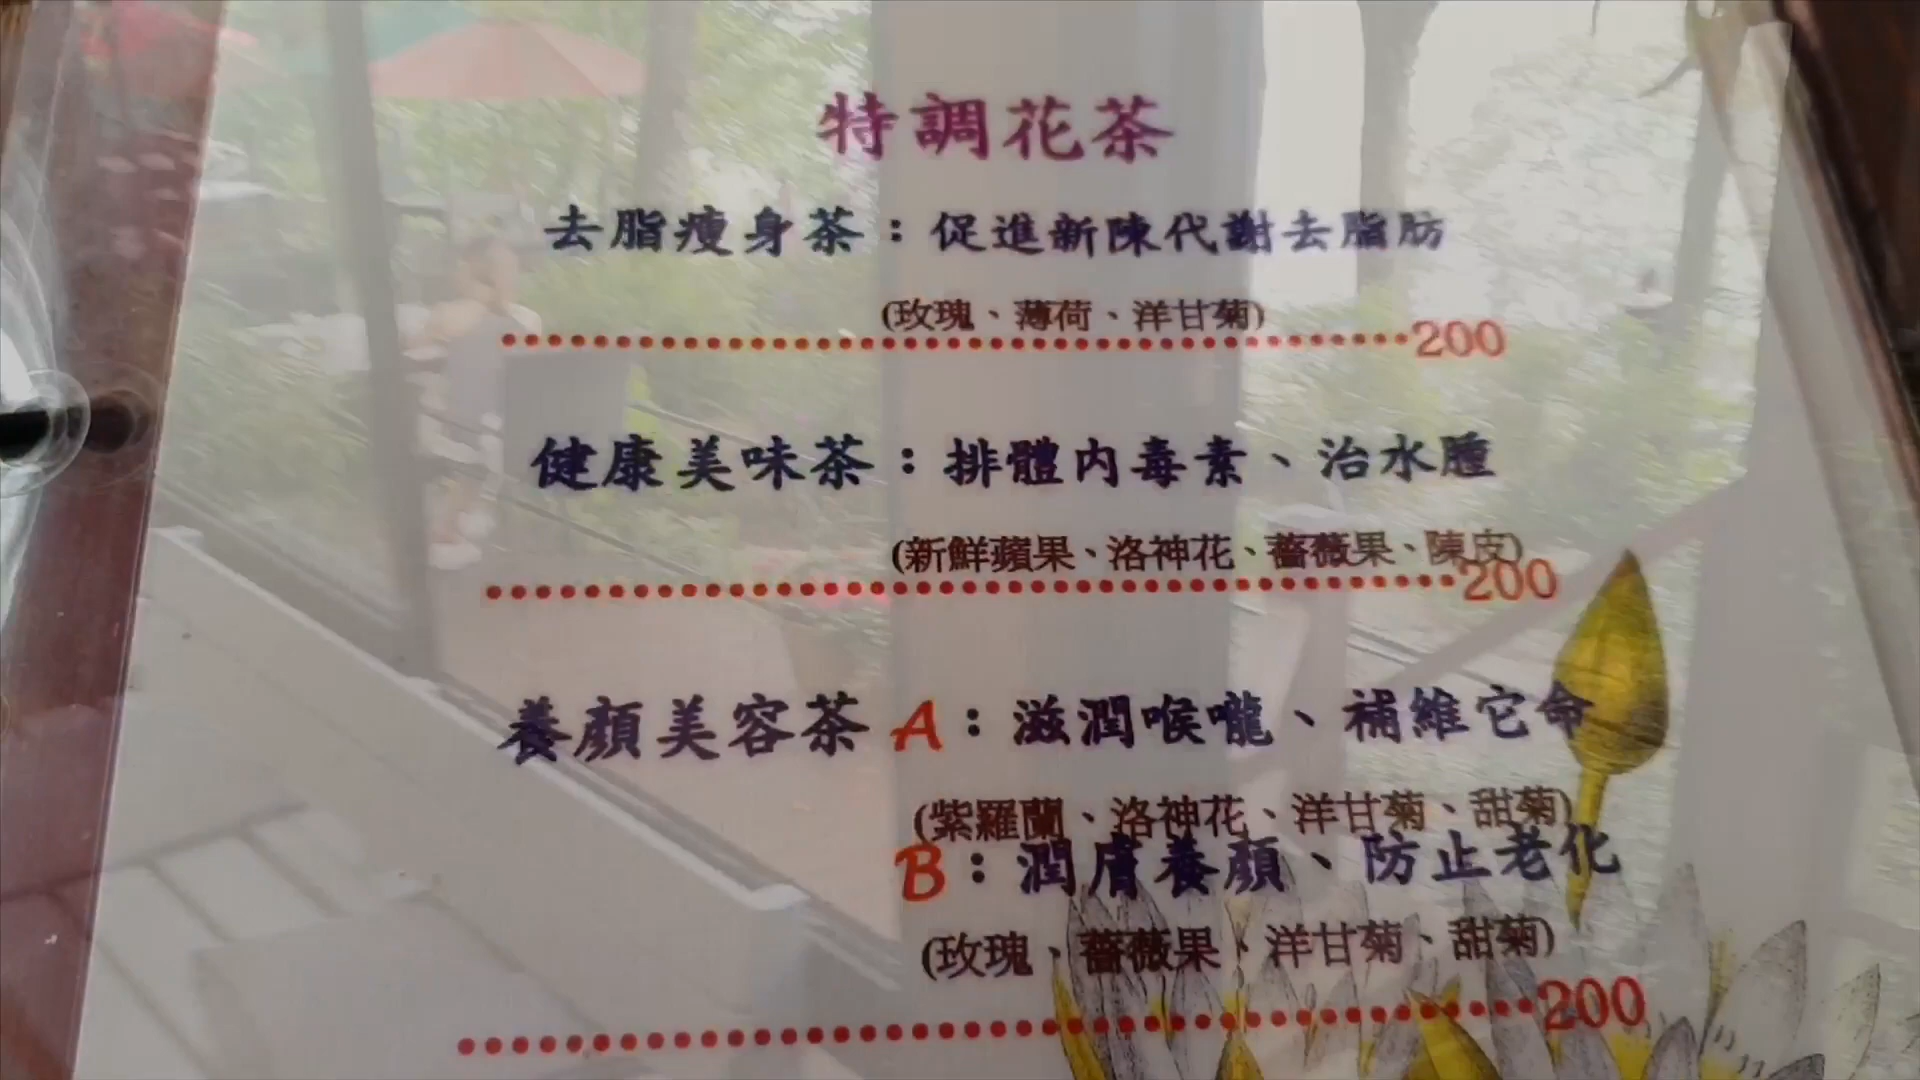 特調花茶
去脂瘦身茶：促進新陳代謝去脂肪
(玫瑰、薄荷、洋甘菊)
200
健康美味茶：排體內毒素、治水腫
(新鮮蘋果、洛神花、薔薇果、陳皮)
200
養顏美容茶 A：滋潤喉嚨、補維它命
(紫羅蘭、洛神花、洋甘菊、甜菊)
B：潤膚養顏、防止老化
(玫瑰、薔薇果、洋甘菊、甜菊)
200